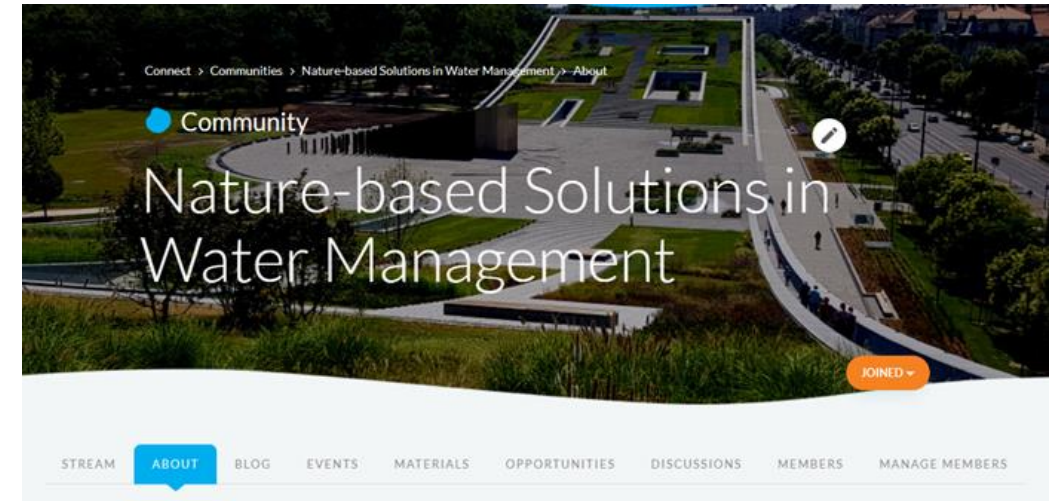 Connect > Communities > Nature-based Solutions in Water Management > About
Community
Nature-based Solutions in
Water Management
JOINED
STREAM ABOUT BLOG EVENTS MATERIALS OPPORTUNITIES DISCUSSIONS MEMBERS MANAGE MEMBERS